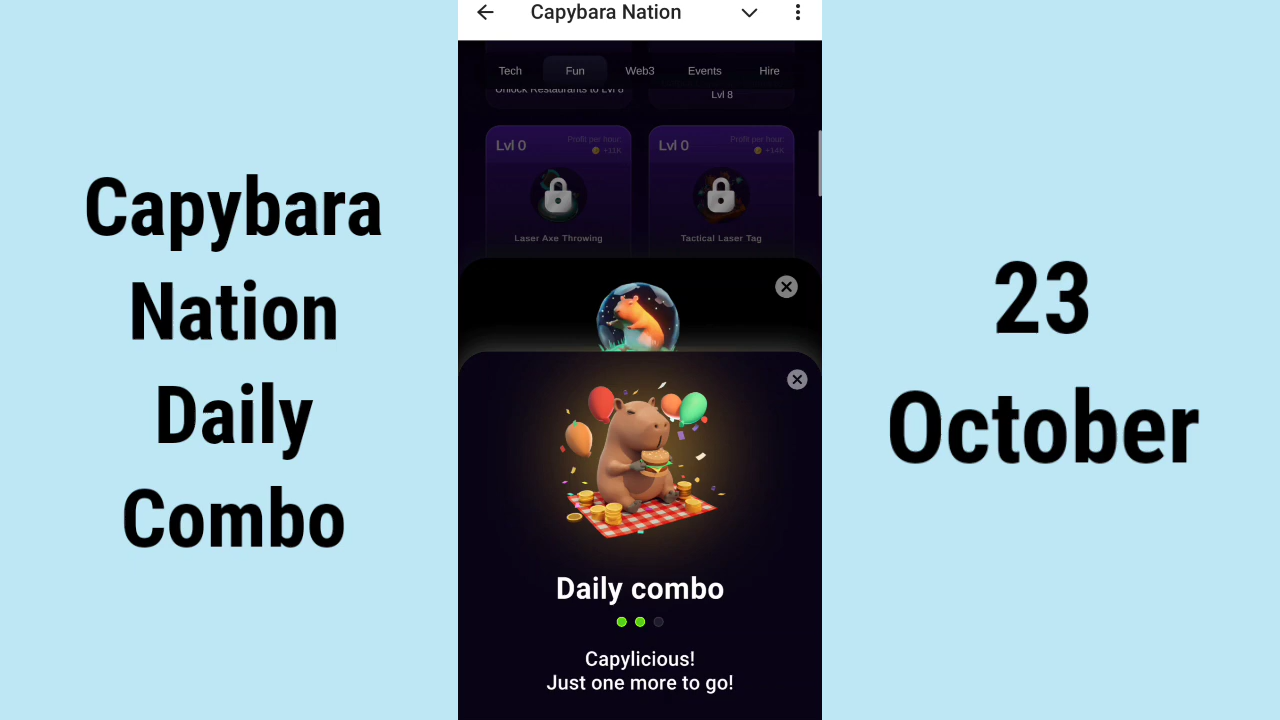 Capybara
Nation
Daily
Combo
Capybara Nation
Tech
Fun
Web3
Events
Hire
Unlock Restaurants to Lvl 8
Lvl 8
Lvl 0
Profit per hour:
+11K
Lvl 0
Profit per hour:
+14K
Laser Axe Throwing
Tactical Laser Tag
Daily combo
Capylicious!
Just one more to go!
23
October